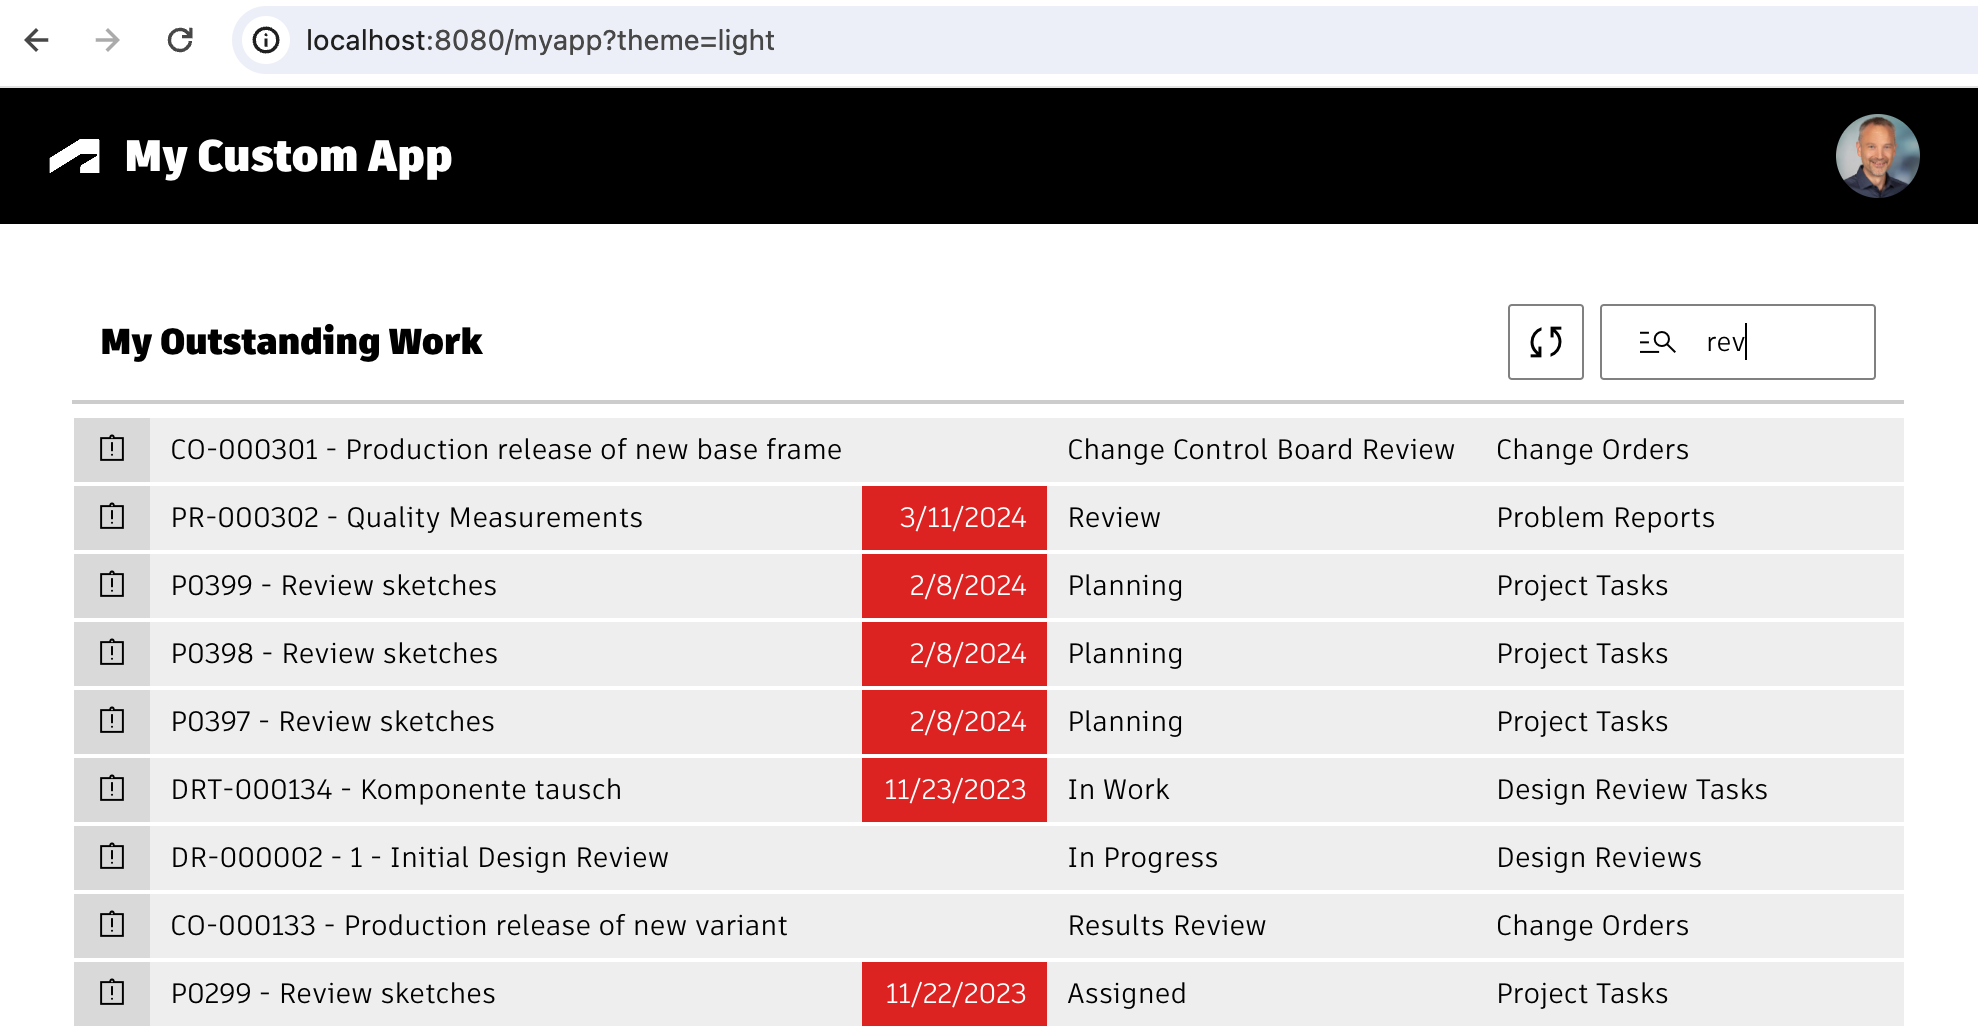 localhost:8080/myapp?theme=light
My Custom App
My Outstanding Work rev
CO-000301 - Production release of new base frame Change Control Board Review Change Orders
PR-000302 - Quality Measurements 3/11/2024 Review Problem Reports
P0399 - Review sketches 2/8/2024 Planning Project Tasks
P0398 - Review sketches 2/8/2024 Planning Project Tasks
P0397 - Review sketches 2/8/2024 Planning Project Tasks
DRT-000134 - Komponente tausch 11/23/2023 In Work Design Review Tasks
DR-000002 - 1 - Initial Design Review In Progress Design Reviews
CO-000133 - Production release of new variant Results Review Change Orders
P0299 - Review sketches 11/22/2023 Assigned Project Tasks